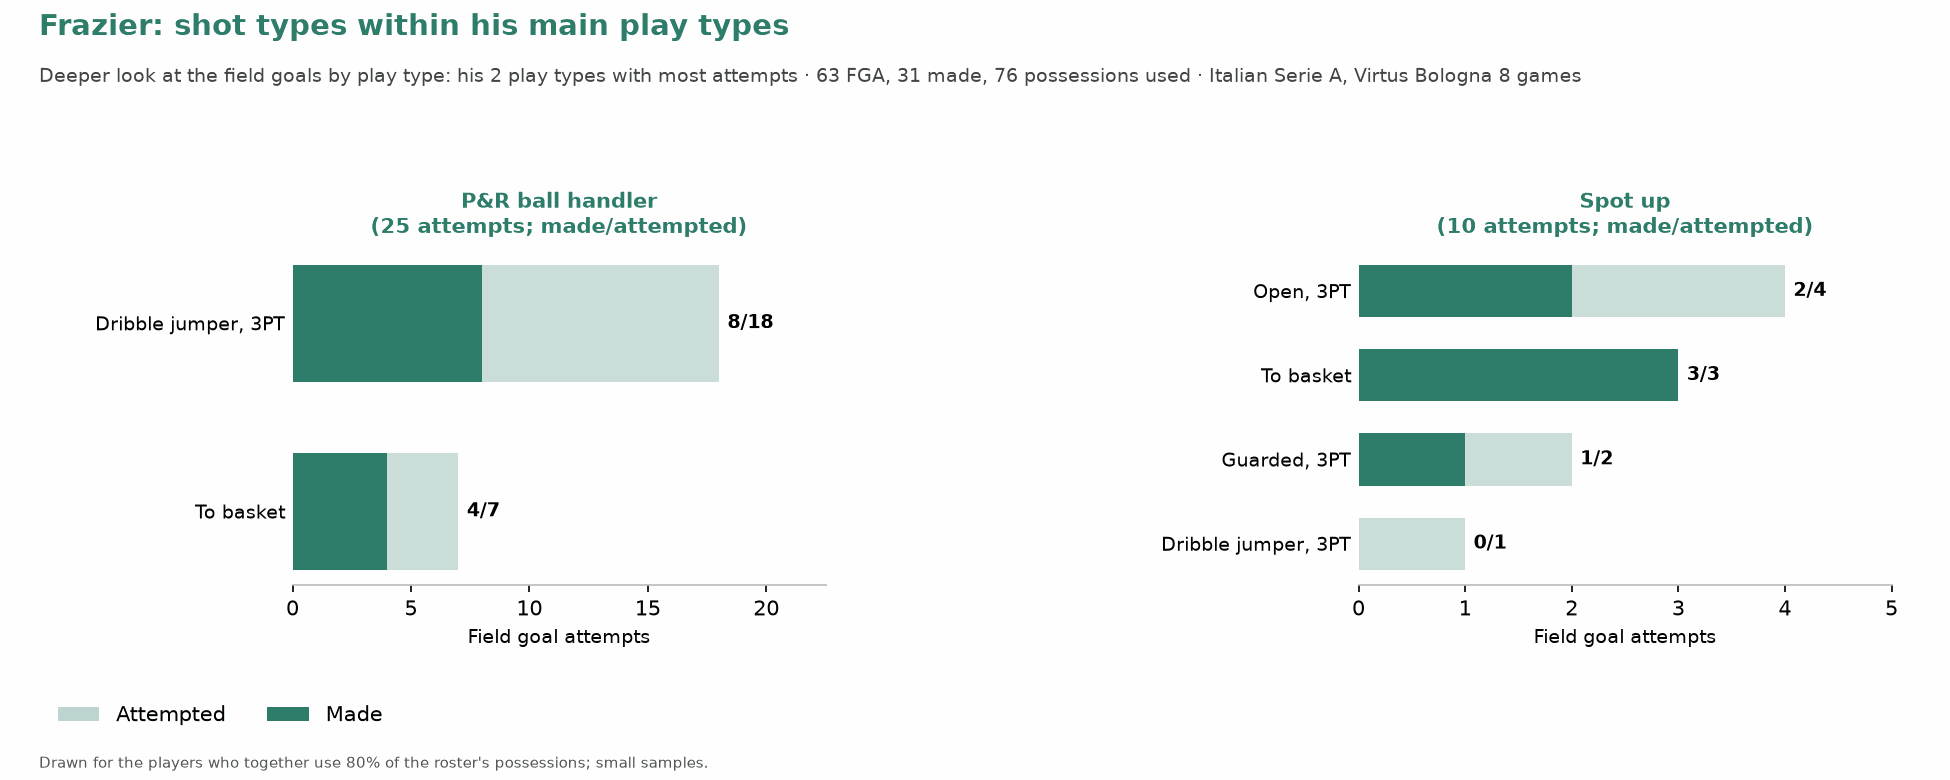 Frazier: shot types within his main play types
Deeper look at the field goals by play type: his 2 play types with most attempts · 63 FGA, 31 made, 76 possessions used · Italian Serie A, Virtus Bologna 8 games
P&R ball handler
(25 attempts; made/attempted)
Dribble jumper, 3PT
8/18
To basket
4/7
0 5 10 15 20
Field goal attempts
Spot up
(10 attempts; made/attempted)
Open, 3PT
2/4
To basket
3/3
Guarded, 3PT
1/2
Dribble jumper, 3PT
0/1
0 1 2 3 4 5
Field goal attempts
Attempted Made
Drawn for the players who together use 80% of the roster's possessions; small samples.